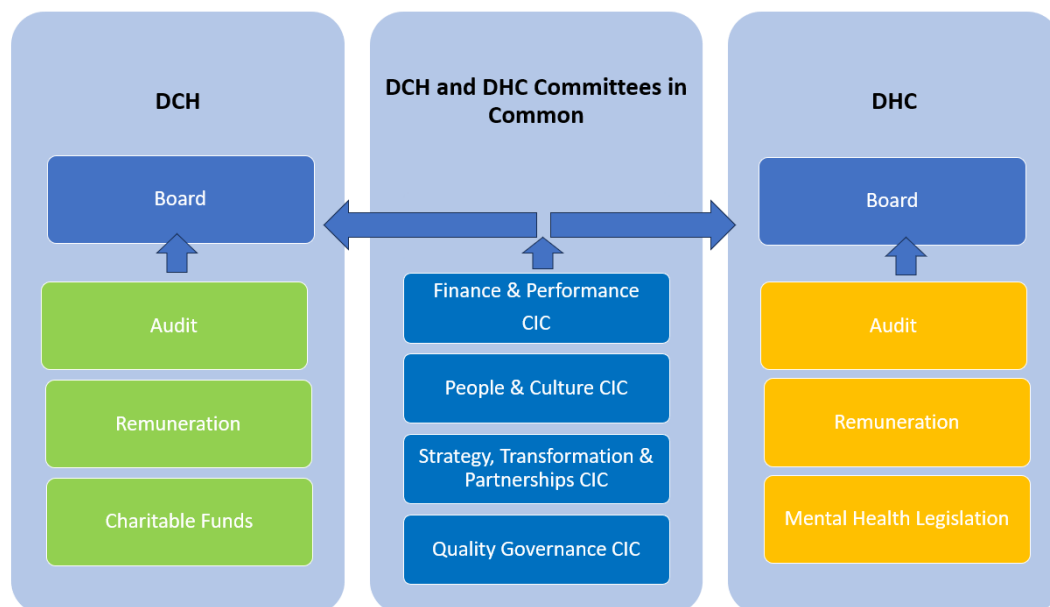 DCH
Board
Audit
Remuneration
Charitable Funds
DCH and DHC Committees in
Common
Finance & Performance
CIC
People & Culture CIC
Strategy, Transformation &
Partnerships CIC
Quality Governance CIC
DHC
Board
Audit
Remuneration
Mental Health Legislation